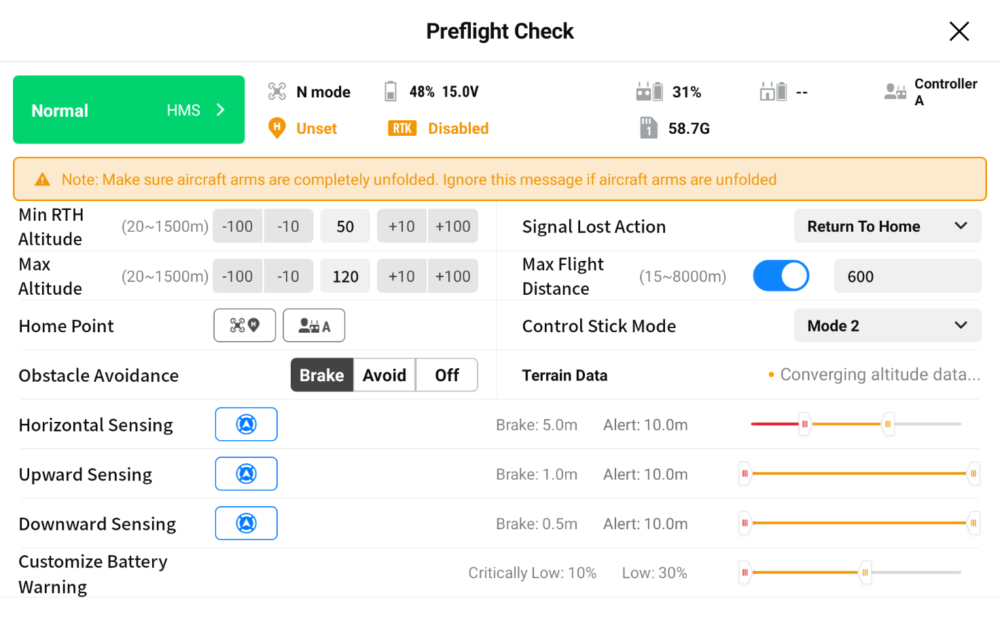 Preflight Check
Normal HMS
N mode
48% 15.0V
31%
--
Controller
A
H Unset
RTK Disabled
1 58.7G
Note: Make sure aircraft arms are completely unfolded. Ignore this message if aircraft arms are unfolded
Min RTH
Altitude
(20~1500m) -100 -10 50 +10 +100
Signal Lost Action Return To Home
Max
Altitude
(20~1500m) -100 -10 120 +10 +100
Max Flight
Distance
(15~8000m) 600
Home Point H A
Control Stick Mode Mode 2
Obstacle Avoidance Brake Avoid Off
Terrain Data Converging altitude data...
Horizontal Sensing Brake: 5.0m Alert: 10.0m
Upward Sensing Brake: 1.0m Alert: 10.0m
Downward Sensing Brake: 0.5m Alert: 10.0m
Customize Battery
Warning
Critically Low: 10% Low: 30%